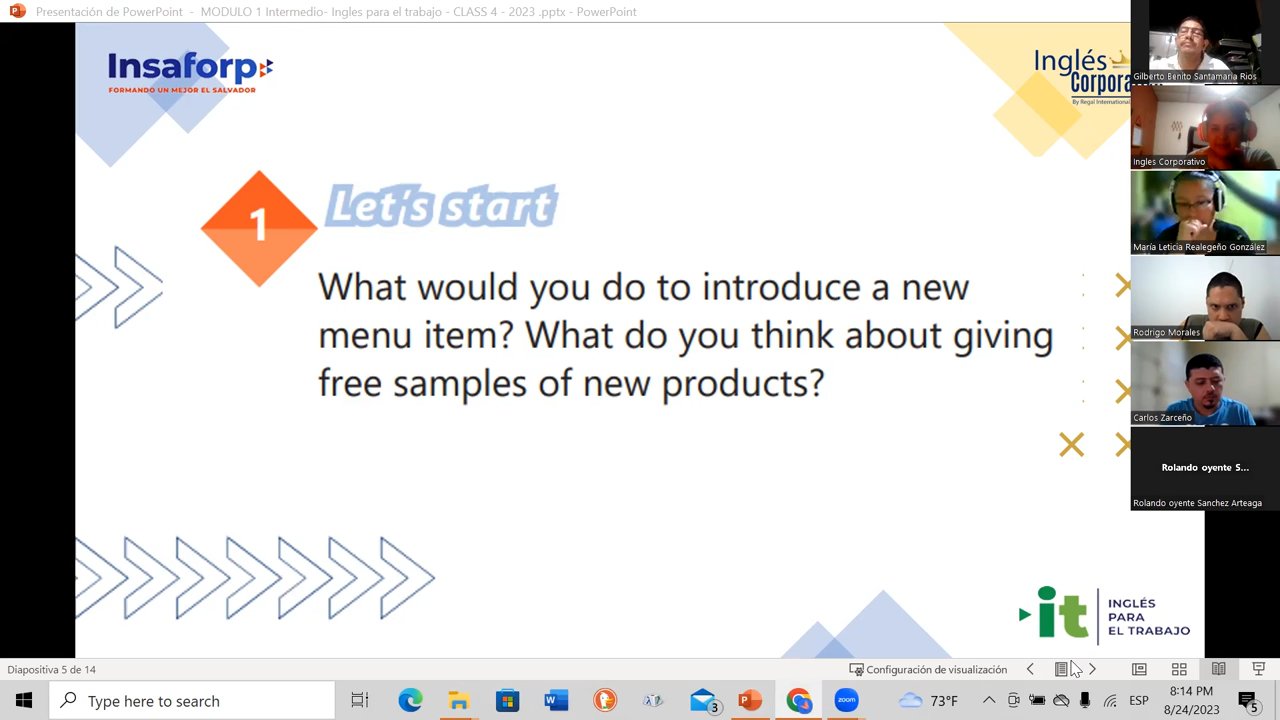 Presentación de PowerPoint - MODULO 1 Intermedio- Ingles para el trabajo - CLASS 4 - 2023 .pptx - PowerPoint
Insaforp
FORMANDO UN MEJOR EL SALVADOR
Inglés
Corporativo
By Regal International
1
Let's start
What would you do to introduce a new
menu item? What do you think about giving
free samples of new products?
Gilberto Benito Santamaria Rios
Ingles Corporativo
María Leticia Realegeño González
Rodrigo Morales
Carlos Zarceño
Rolando oyente S...
Rolando oyente Sanchez Arteaga
it
INGLÉS
PARA
EL TRABAJO
Diapositiva 5 de 14
Configuración de visualización
Type here to search
3
zoom
73°F
ESP
8:14 PM
8/24/2023
5